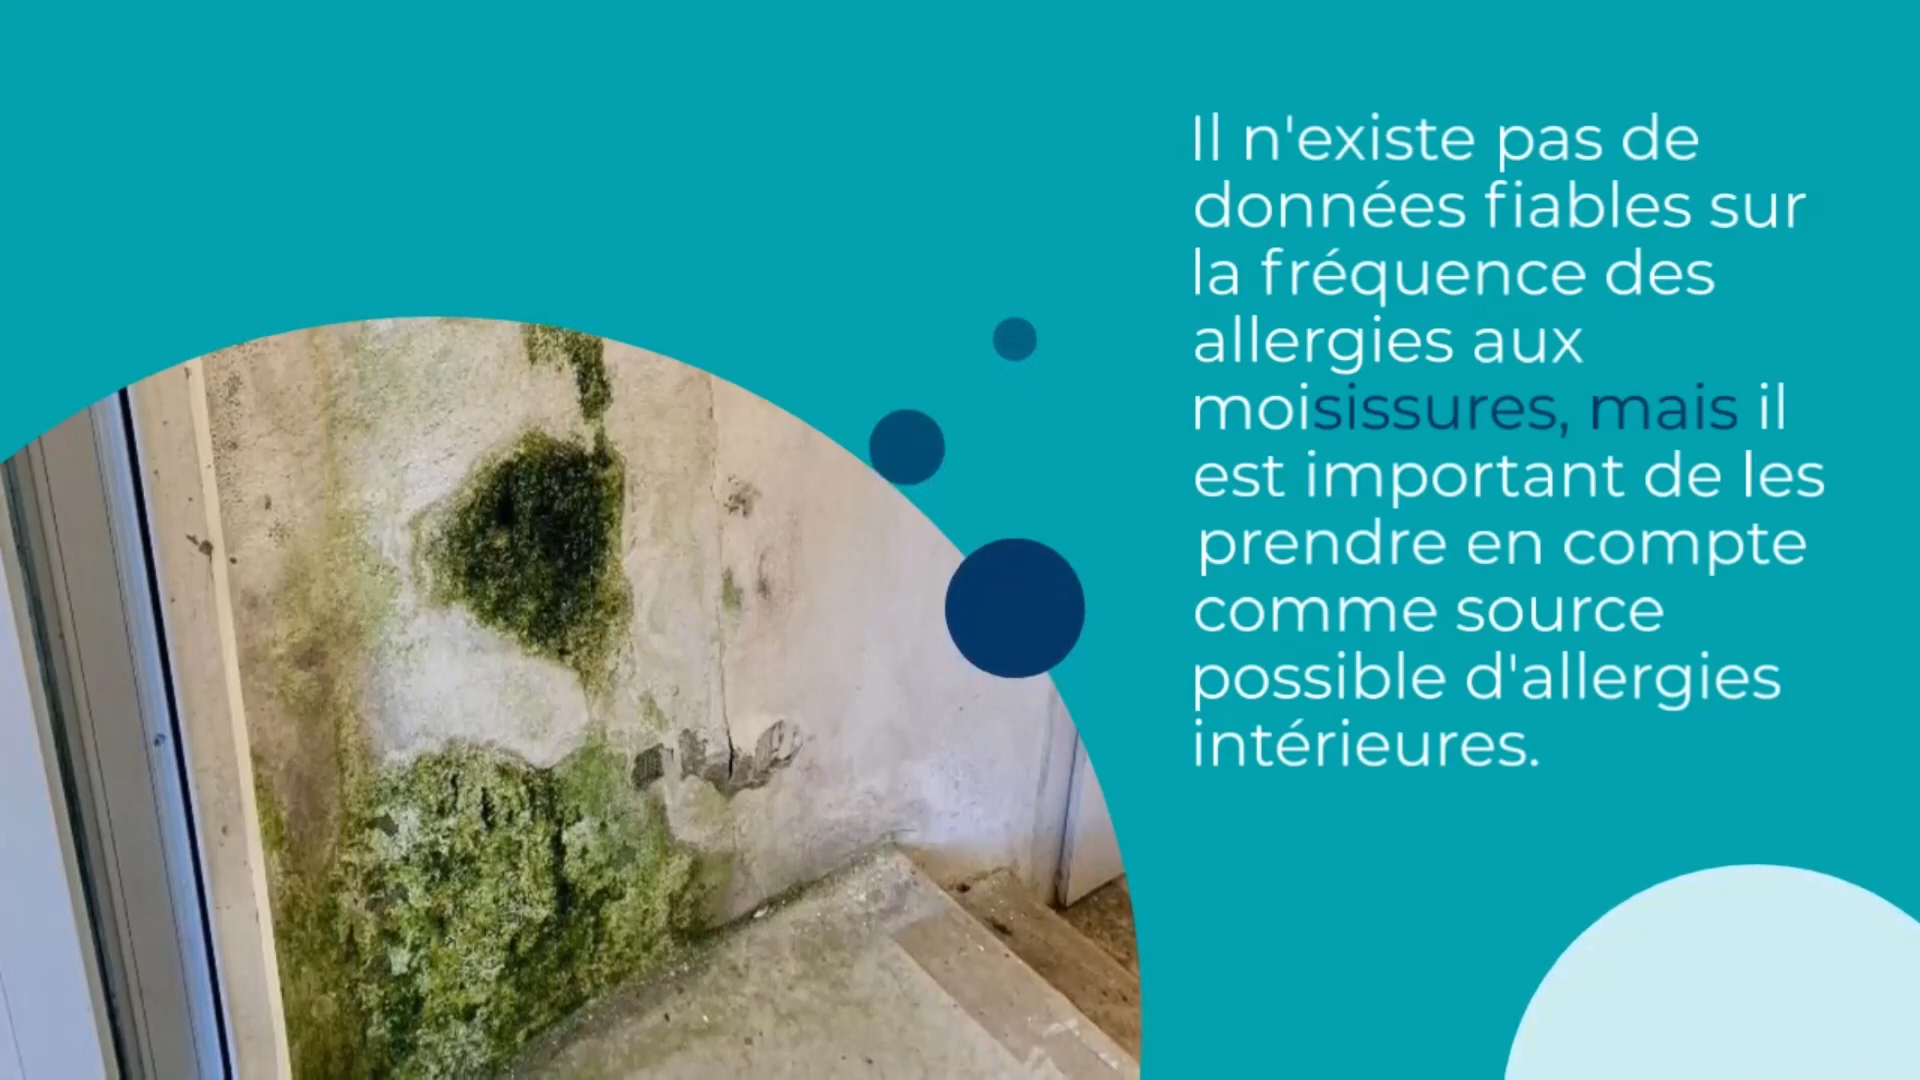 Il n'existe pas de
données fiables sur
la fréquence des
allergies aux
moisissures, mais il
est important de les
prendre en compte
comme source
possible d'allergies
intérieures.